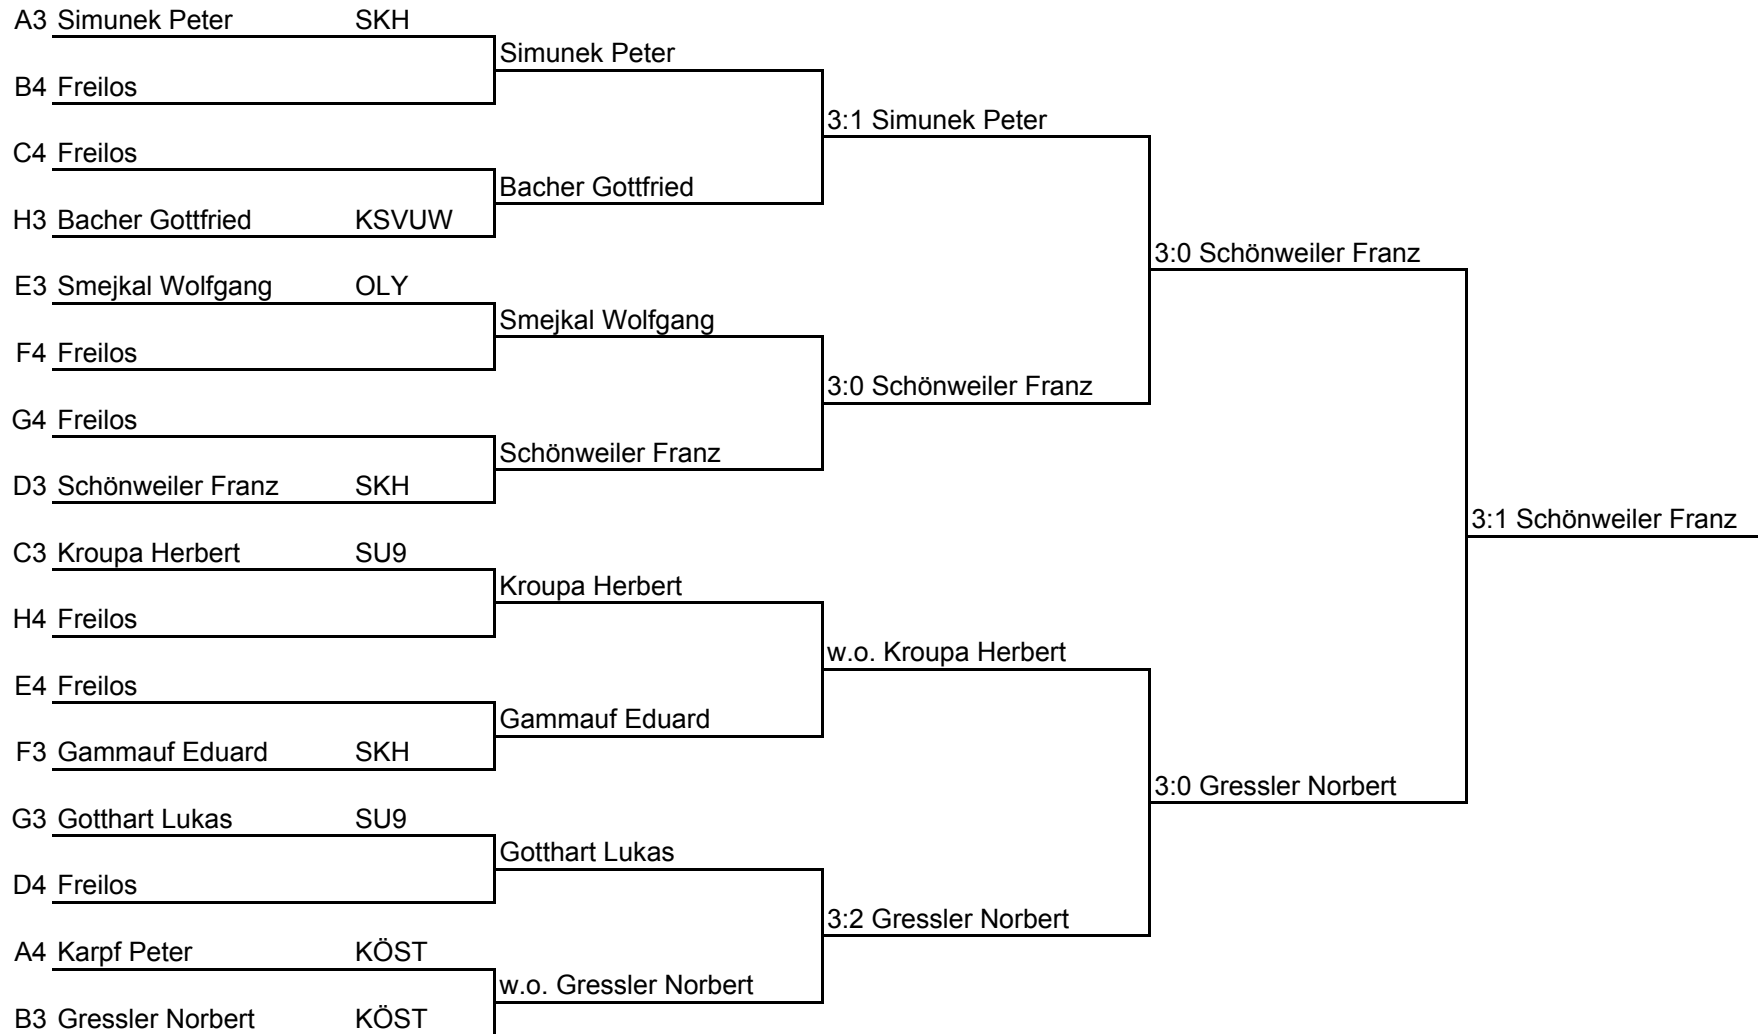 A3 Simunek Peter SKH
Simunek Peter
B4 Freilos
3:1 Simunek Peter
C4 Freilos
Bacher Gottfried
H3 Bacher Gottfried KSVUW
3:0 Schönweiler Franz
E3 Smejkal Wolfgang OLY
Smejkal Wolfgang
F4 Freilos
3:0 Schönweiler Franz
G4 Freilos
Schönweiler Franz
D3 Schönweiler Franz SKH
3:1 Schönweiler Franz
C3 Kroupa Herbert SU9
Kroupa Herbert
H4 Freilos
w.o. Kroupa Herbert
E4 Freilos
Gammauf Eduard
F3 Gammauf Eduard SKH
3:0 Gressler Norbert
G3 Gotthart Lukas SU9
Gotthart Lukas
D4 Freilos
3:2 Gressler Norbert
A4 Karpf Peter KÖST
w.o. Gressler Norbert
B3 Gressler Norbert KÖST